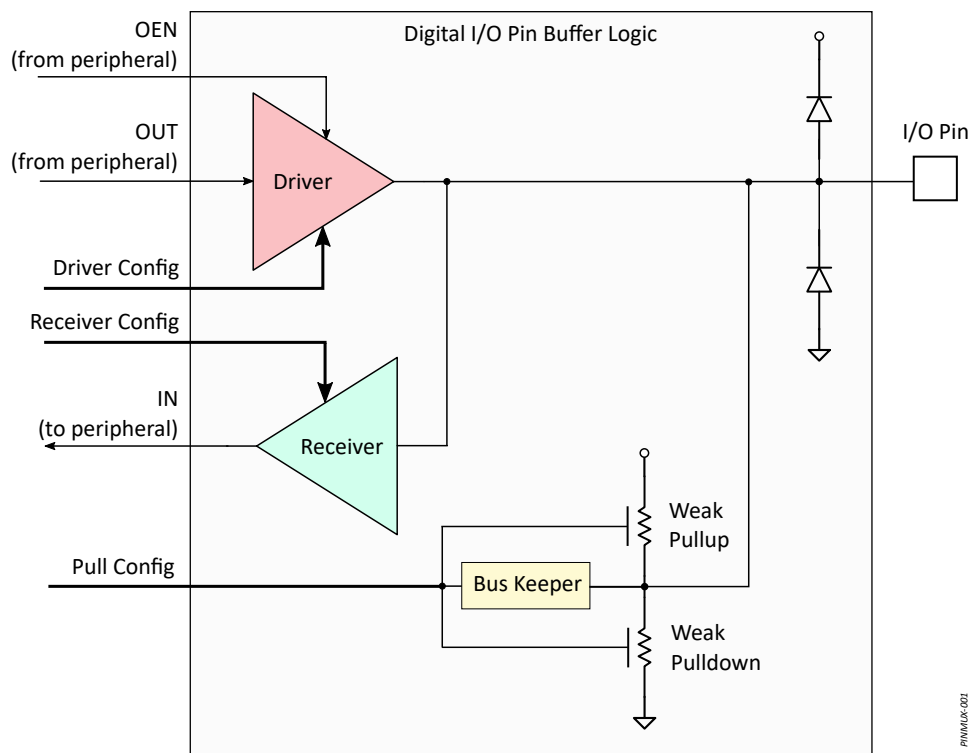 OEN
(from peripheral)
Digital I/O Pin Buffer Logic
OUT
(from peripheral)
I/O Pin
Driver
Driver Config
Receiver Config
IN
(to peripheral)
Receiver
Weak
Pullup
Pull Config
Bus Keeper
Weak
Pulldown
PINMUX-001